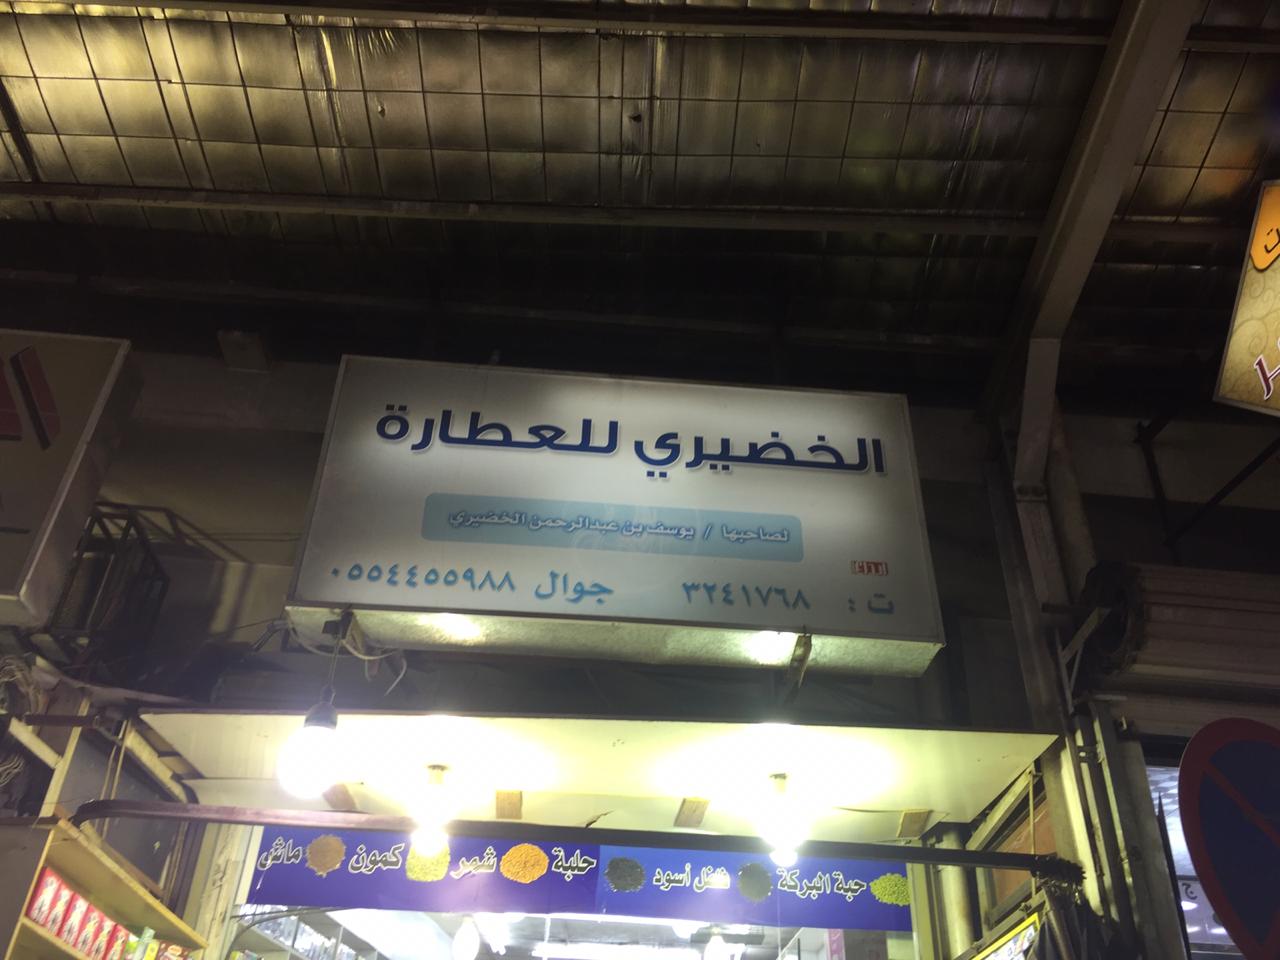 الخضيري للعطارة
لصاحبها / يوسف بن عبدالرحمن الخضيري
ت : ٣٢٤١٧٦٨ جوال ٠٥٥٤٤٥٥٩٨٨
حبة البركة فلفل أسود حلبة شمر كمون ماش